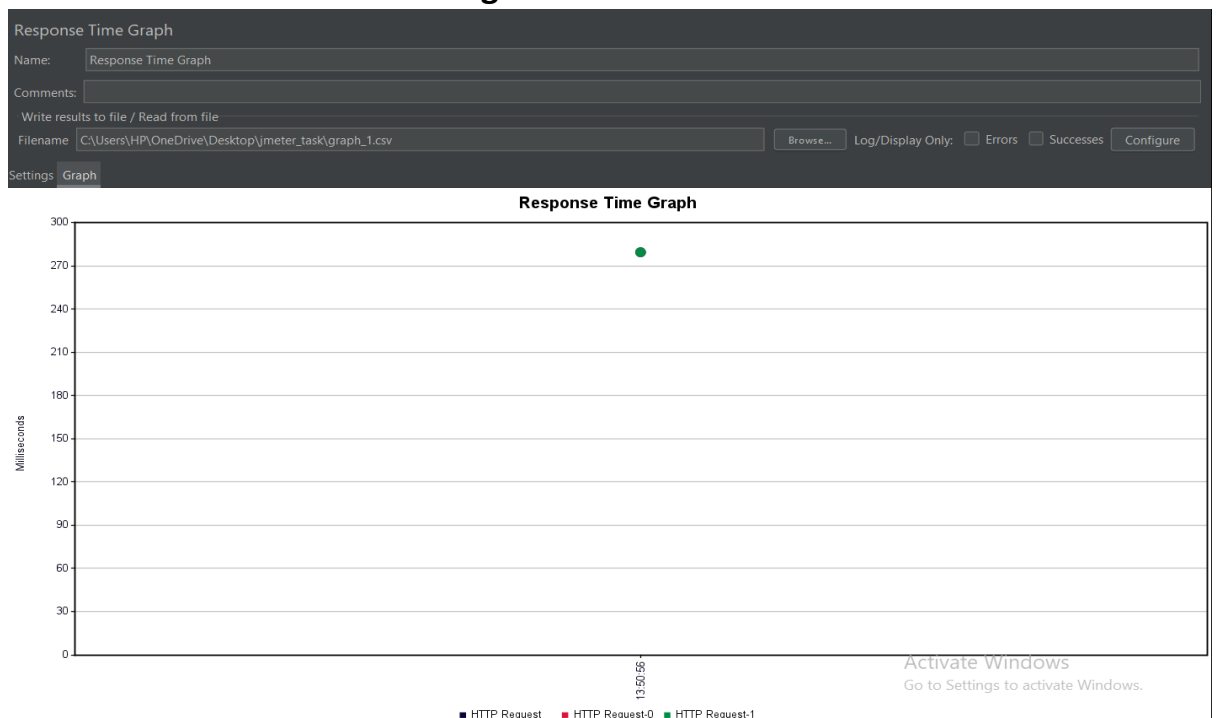 Response Time Graph
Name: Response Time Graph
Comments:
Write results to file / Read from file
Filename C:\Users\HP\OneDrive\Desktop\jmeter_task\graph_1.csv Browse... Log/Display Only: Errors Successes Configure
Settings Graph
Response Time Graph
300
270
240
210
180
150
120
90
60
30
0
Milliseconds
13:50:56
Activate Windows
Go to Settings to activate Windows.
HTTP Request HTTP Request-0 HTTP Request-1